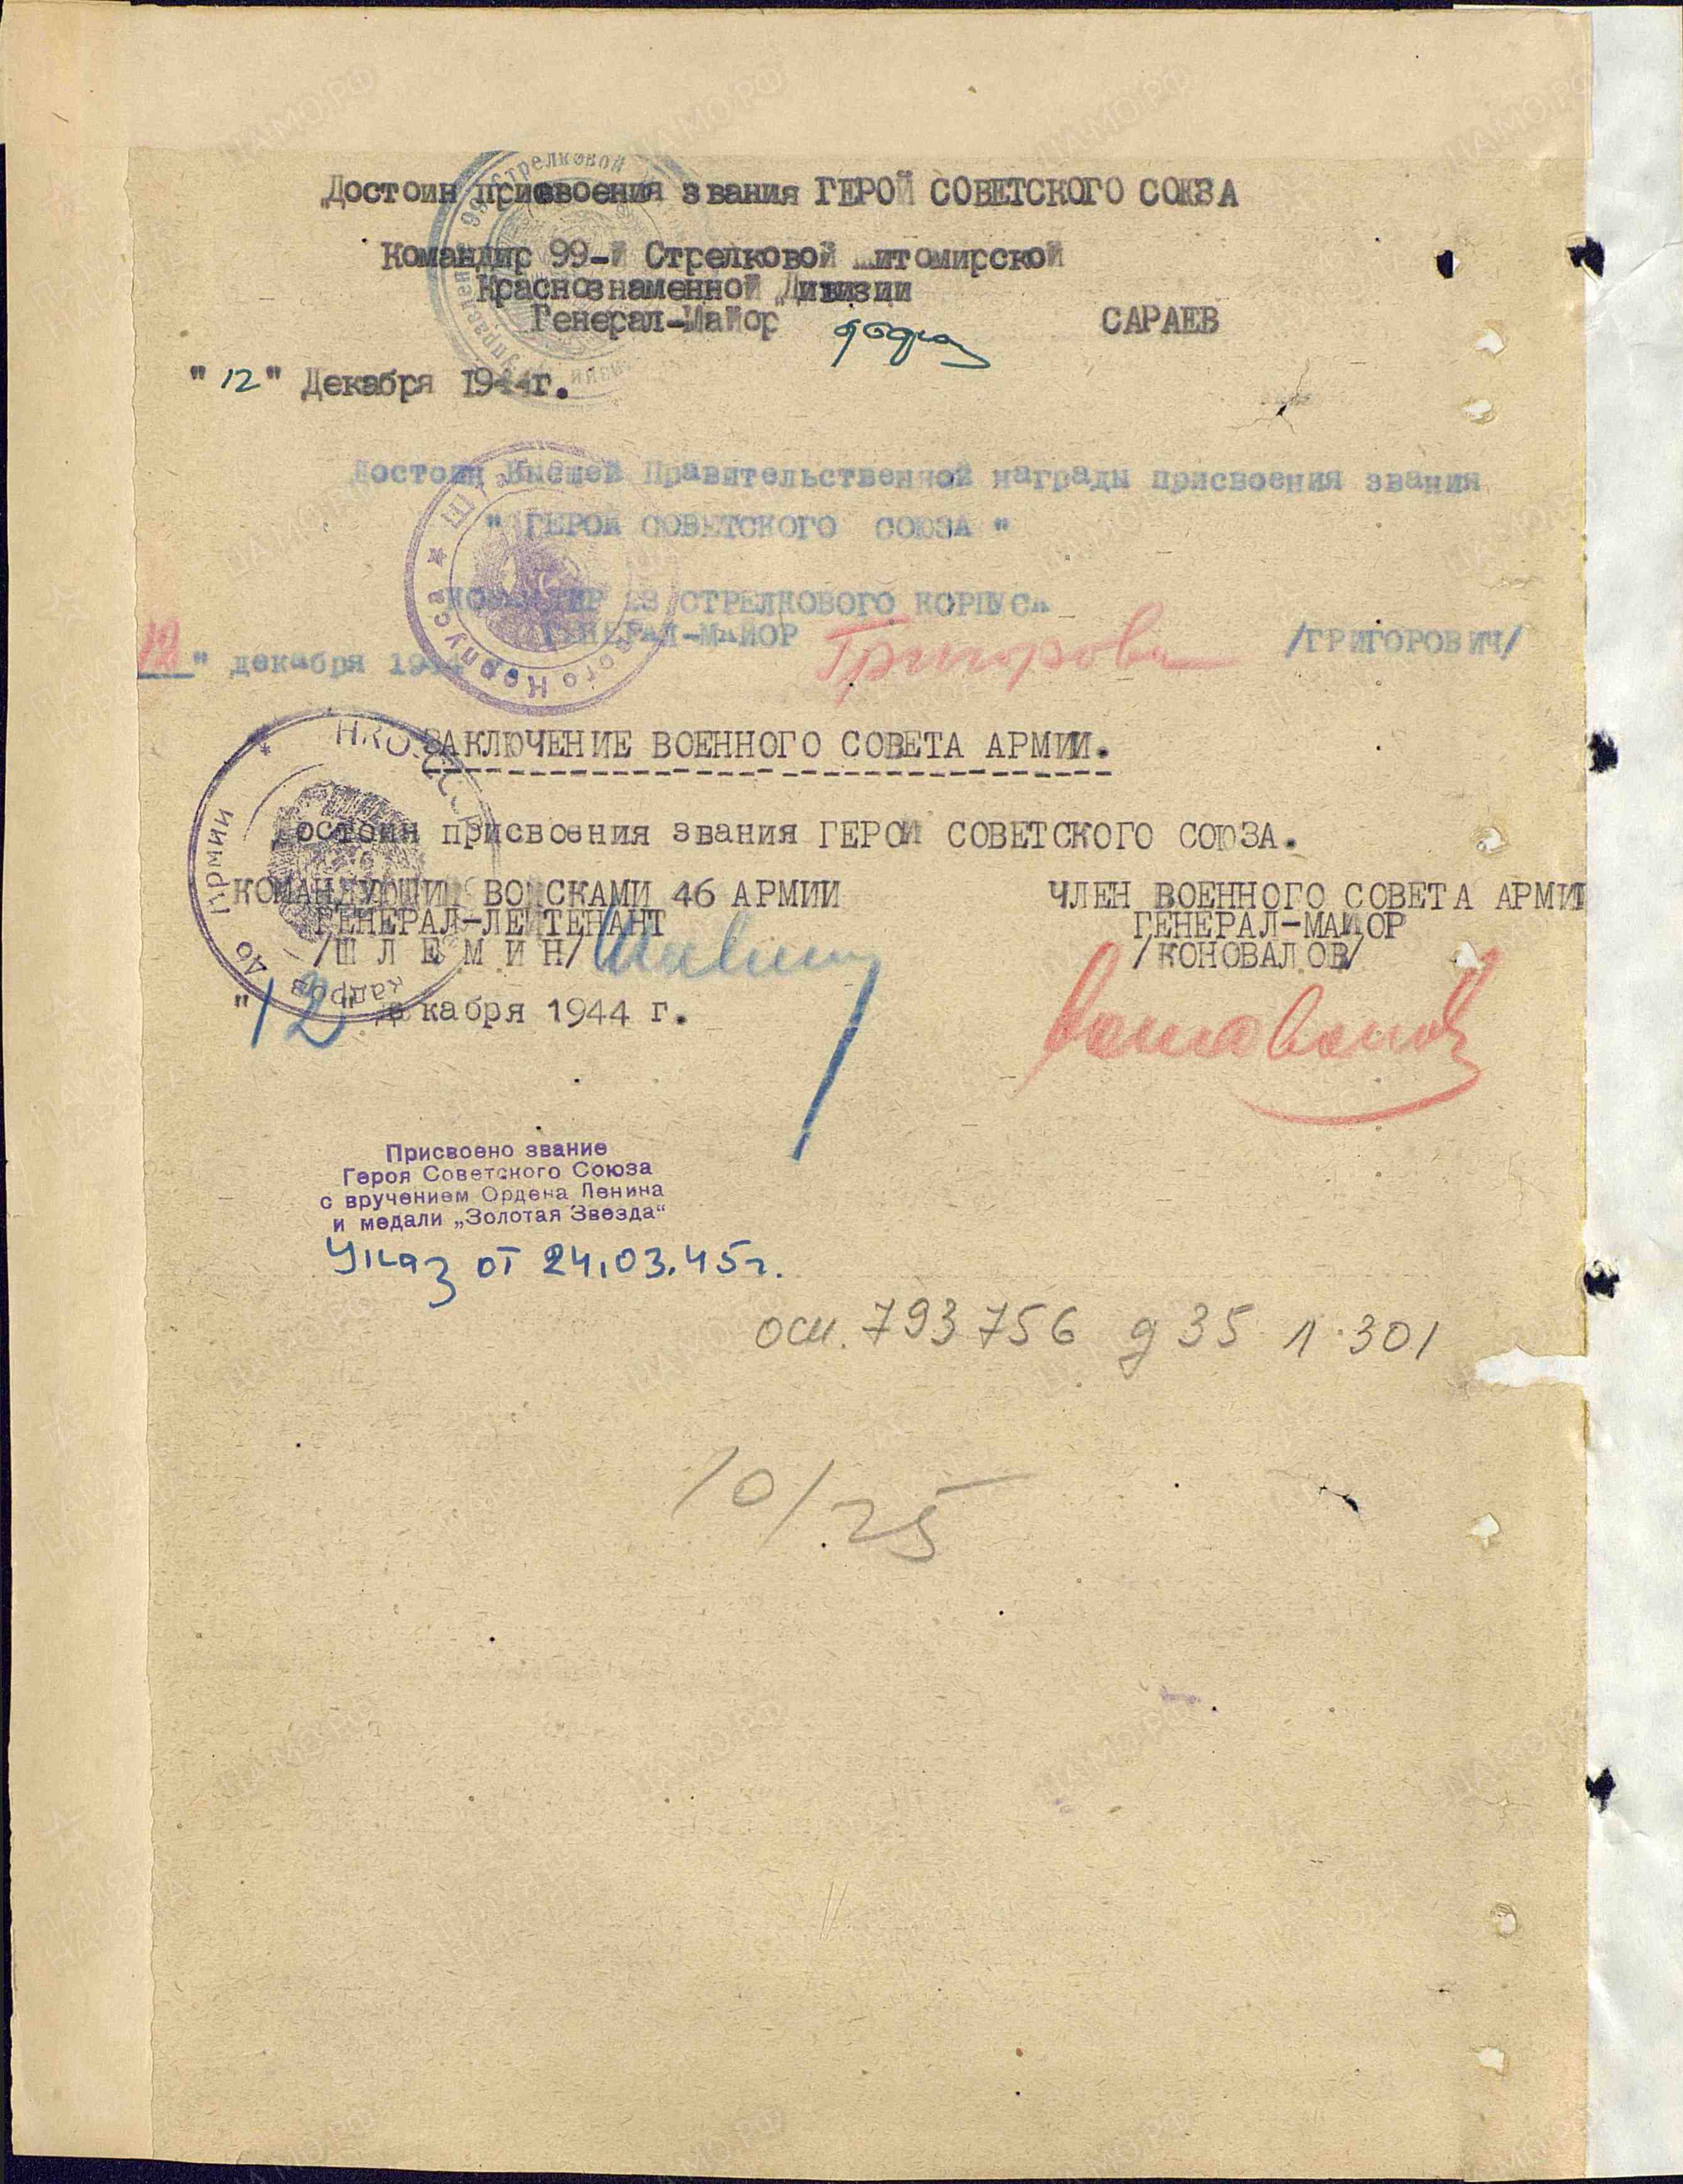 Достоин присвоения звания ГЕРОЙ СОВЕТСКОГО СОЮЗА
Командир 99-й Стрелковой Житомирской
Краснознаменной Дивизии
Генерал-Майор САРАЕВ
"12" Декабря 1944г.
Достоин Высшей Правительственной награды присвоения звания
" ГЕРОЙ СОВЕТСКОГО СОЮЗА "
КОМАНДИР 23 СТРЕЛКОВОГО КОРПУСА
ГЕНЕРАЛ-МАЙОР /ГРИГОРОВИЧ/
12" декабря 1944
ЗАКЛЮЧЕНИЕ ВОЕННОГО СОВЕТА АРМИИ.
Достоин присвоения звания ГЕРОЙ СОВЕТСКОГО СОЮЗА.
КОМАНДУЮЩИЙ ВОЙСКАМИ 46 АРМИИ
ГЕНЕРАЛ-ЛЕЙТЕНАНТ
/Ш Л Е М И Н/
ЧЛЕН ВОЕННОГО СОВЕТА АРМИИ
ГЕНЕРАЛ-МАЙОР
/КОНОВАЛОВ/
"12" декабря 1944 г.
Присвоено звание
Героя Советского Союза
с вручением Ордена Ленина
и медали „Золотая Звезда“
Указ от 24.03.45г.
осн. 793756 д 35 л. 301
10/25